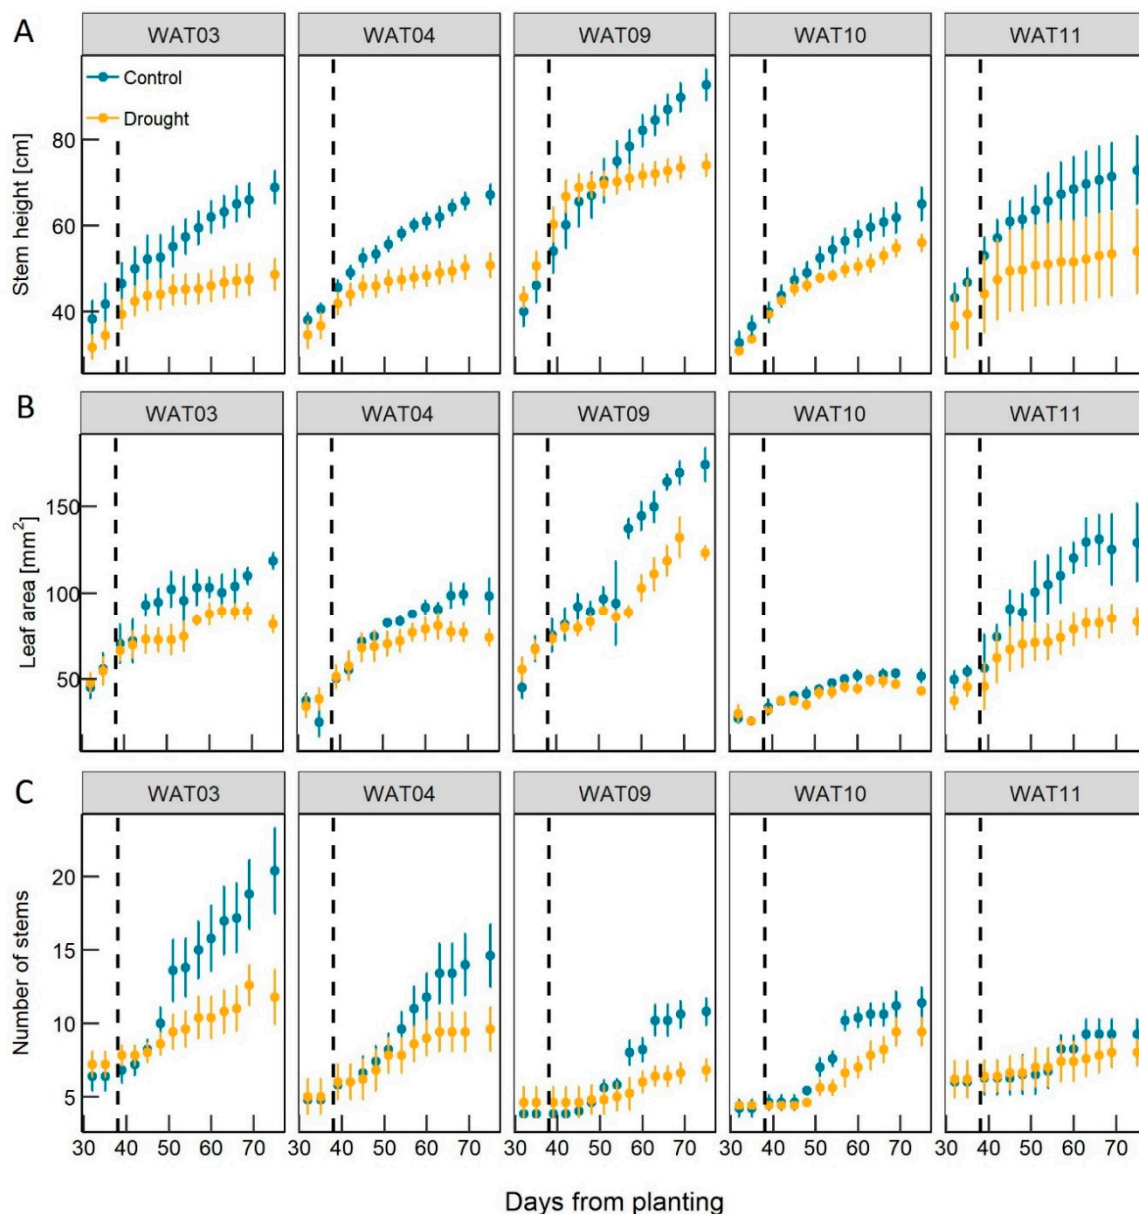 A
WAT03 WAT04 WAT09 WAT10 WAT11
Control
Drought
Stem height [cm]
80
60
40
B
WAT03 WAT04 WAT09 WAT10 WAT11
Leaf area [mm²]
150
100
50
C
WAT03 WAT04 WAT09 WAT10 WAT11
Number of stems
20
15
10
5
30 40 50 60 70 30 40 50 60 70 30 40 50 60 70 30 40 50 60 70 30 40 50 60 70
Days from planting